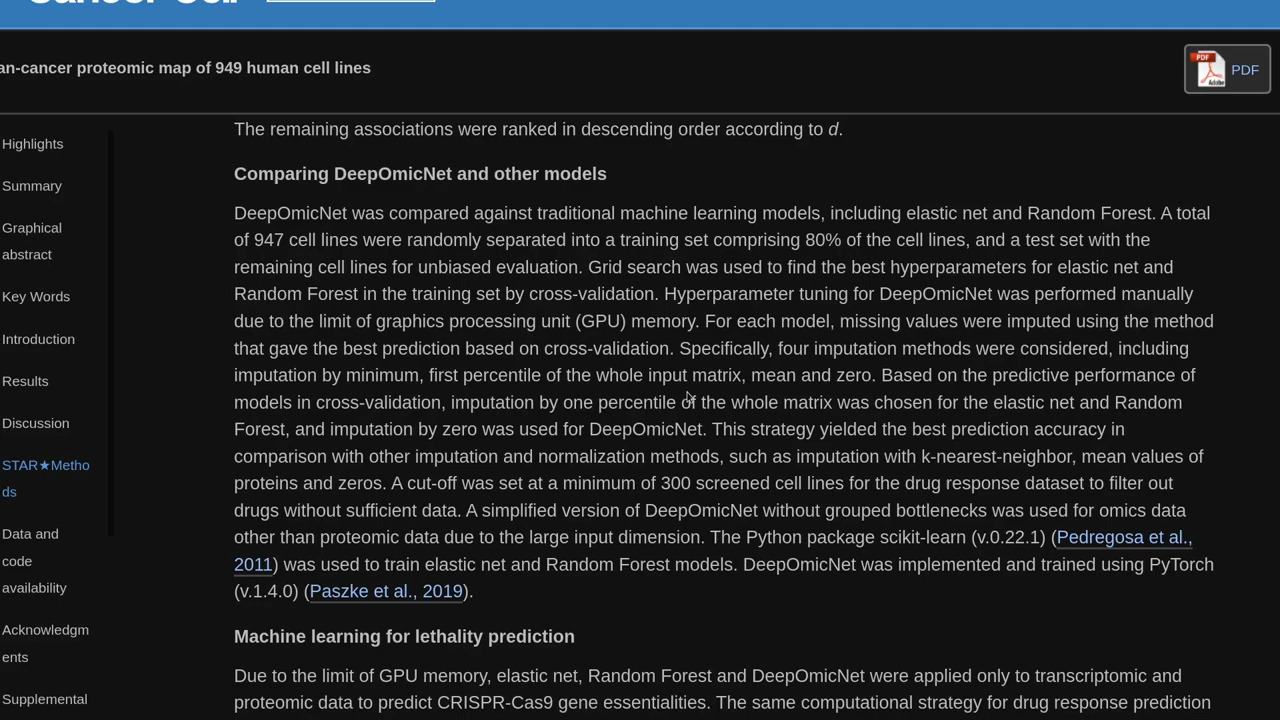 an-cancer proteomic map of 949 human cell lines
PDF
PDF
Adobe
Highlights
Summary
Graphical
abstract
Key Words
Introduction
Results
Discussion
STAR★Metho
ds
Data and
code
availability
Acknowledgm
ents
Supplemental
The remaining associations were ranked in descending order according to d.
Comparing DeepOmicNet and other models
DeepOmicNet was compared against traditional machine learning models, including elastic net and Random Forest. A total
of 947 cell lines were randomly separated into a training set comprising 80% of the cell lines, and a test set with the
remaining cell lines for unbiased evaluation. Grid search was used to find the best hyperparameters for elastic net and
Random Forest in the training set by cross-validation. Hyperparameter tuning for DeepOmicNet was performed manually
due to the limit of graphics processing unit (GPU) memory. For each model, missing values were imputed using the method
that gave the best prediction based on cross-validation. Specifically, four imputation methods were considered, including
imputation by minimum, first percentile of the whole input matrix, mean and zero. Based on the predictive performance of
models in cross-validation, imputation by one percentile of the whole matrix was chosen for the elastic net and Random
Forest, and imputation by zero was used for DeepOmicNet. This strategy yielded the best prediction accuracy in
comparison with other imputation and normalization methods, such as imputation with k-nearest-neighbor, mean values of
proteins and zeros. A cut-off was set at a minimum of 300 screened cell lines for the drug response dataset to filter out
drugs without sufficient data. A simplified version of DeepOmicNet without grouped bottlenecks was used for omics data
other than proteomic data due to the large input dimension. The Python package scikit-learn (v.0.22.1) (Pedregosa et al.,
2011) was used to train elastic net and Random Forest models. DeepOmicNet was implemented and trained using PyTorch
(v.1.4.0) (Paszke et al., 2019).
Machine learning for lethality prediction
Due to the limit of GPU memory, elastic net, Random Forest and DeepOmicNet were applied only to transcriptomic and
proteomic data to predict CRISPR-Cas9 gene essentialities. The same computational strategy for drug response prediction